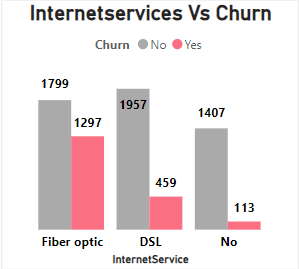 Internetservices Vs Churn
Churn No Yes
1799
1297
1957
459
1407
113
Fiber optic DSL No
InternetService